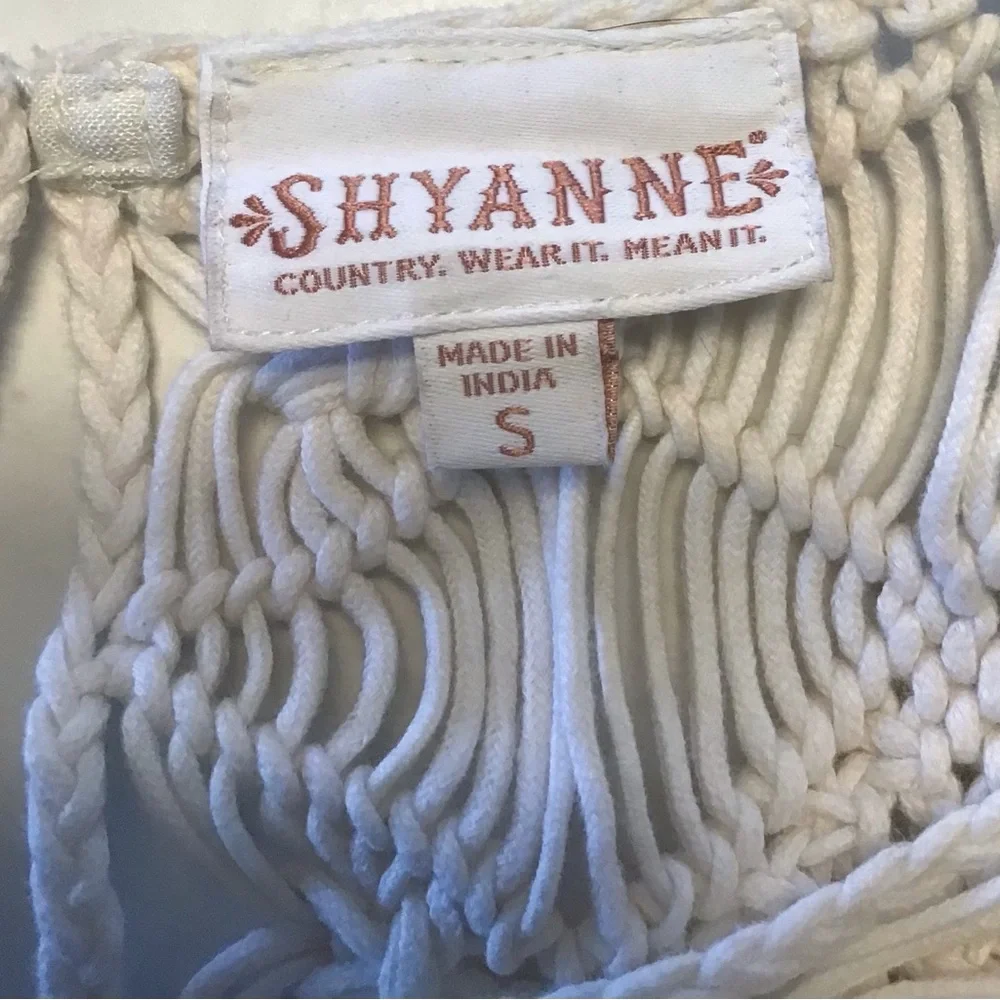 SHYANNE®
COUNTRY. WEAR IT. MEAN IT.
MADE IN
INDIA
S